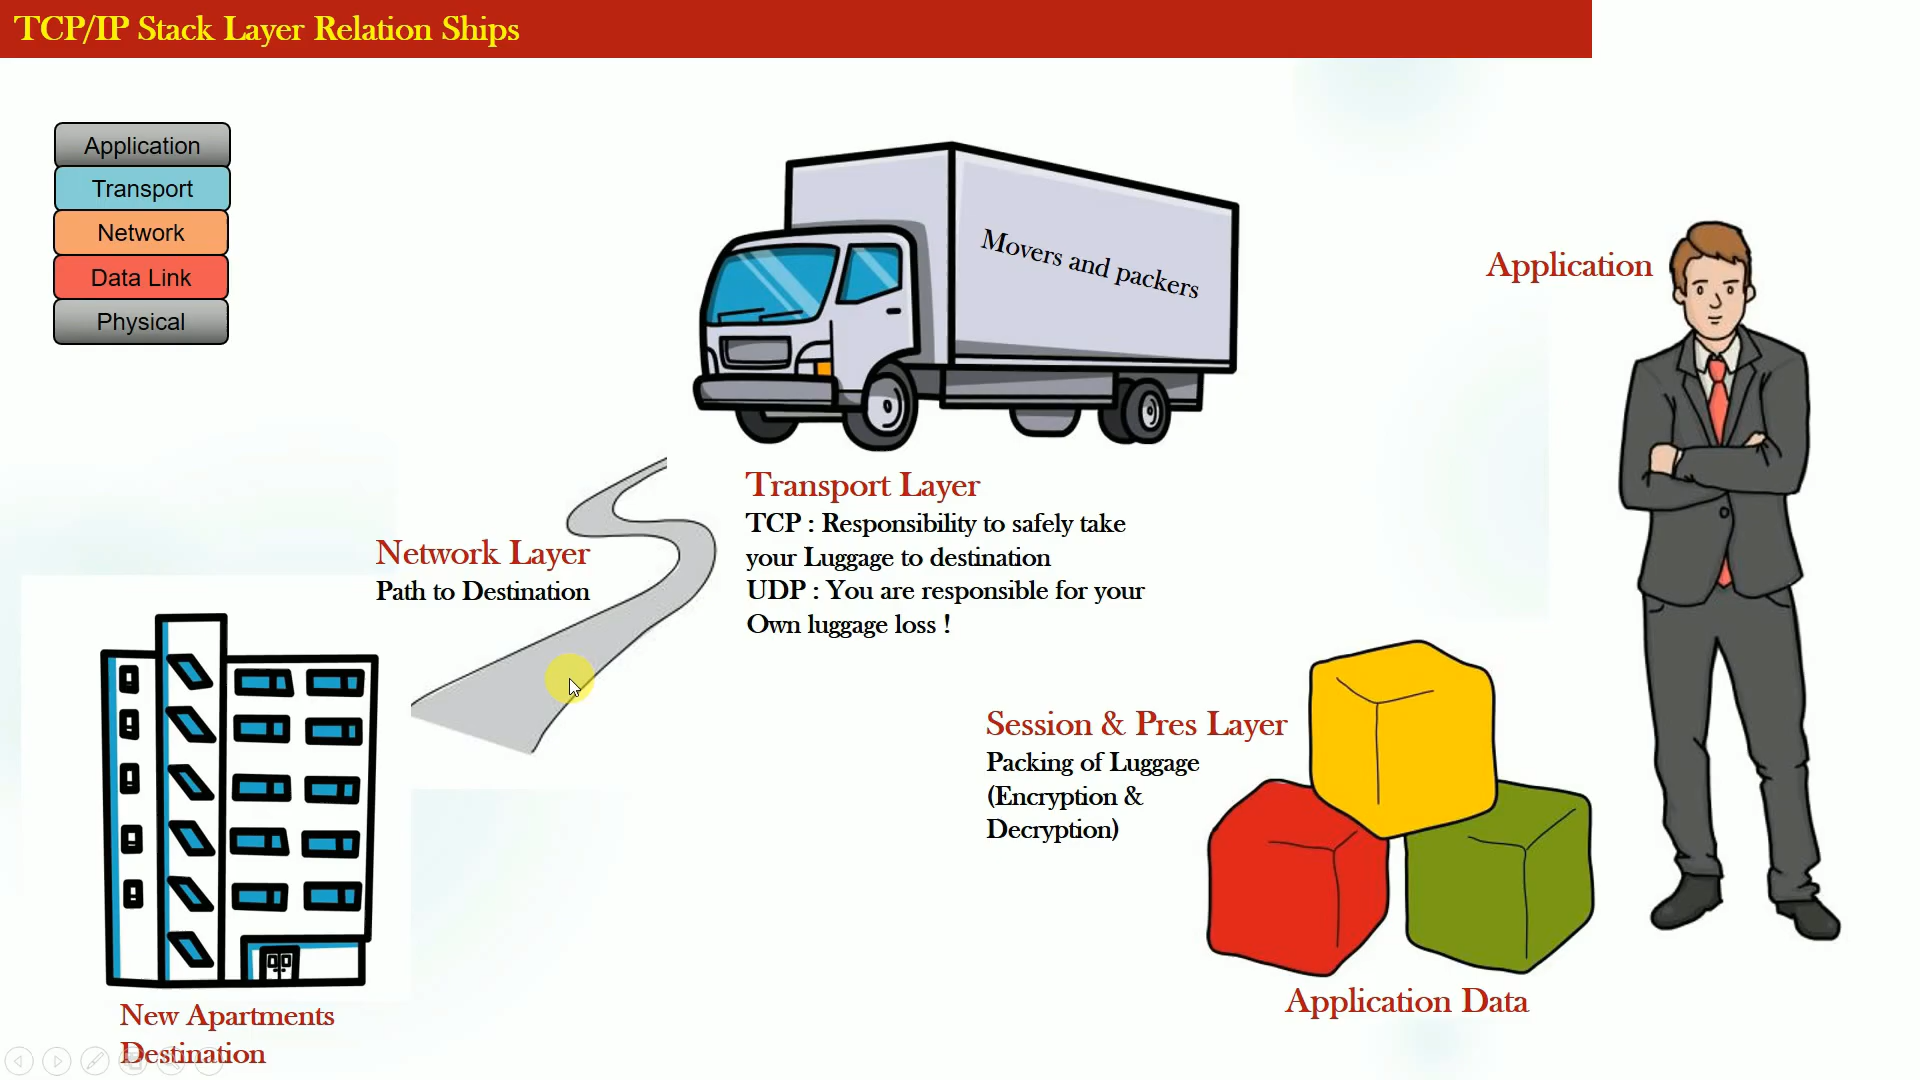 TCP/IP Stack Layer Relation Ships
Application
Transport
Network
Data Link
Physical
Movers and packers
Application
Transport Layer
TCP : Responsibility to safely take
your Luggage to destination
UDP : You are responsible for your
Own luggage loss !
Network Layer
Path to Destination
Session & Pres Layer
Packing of Luggage
(Encryption &
Decryption)
Application Data
New Apartments
Destination